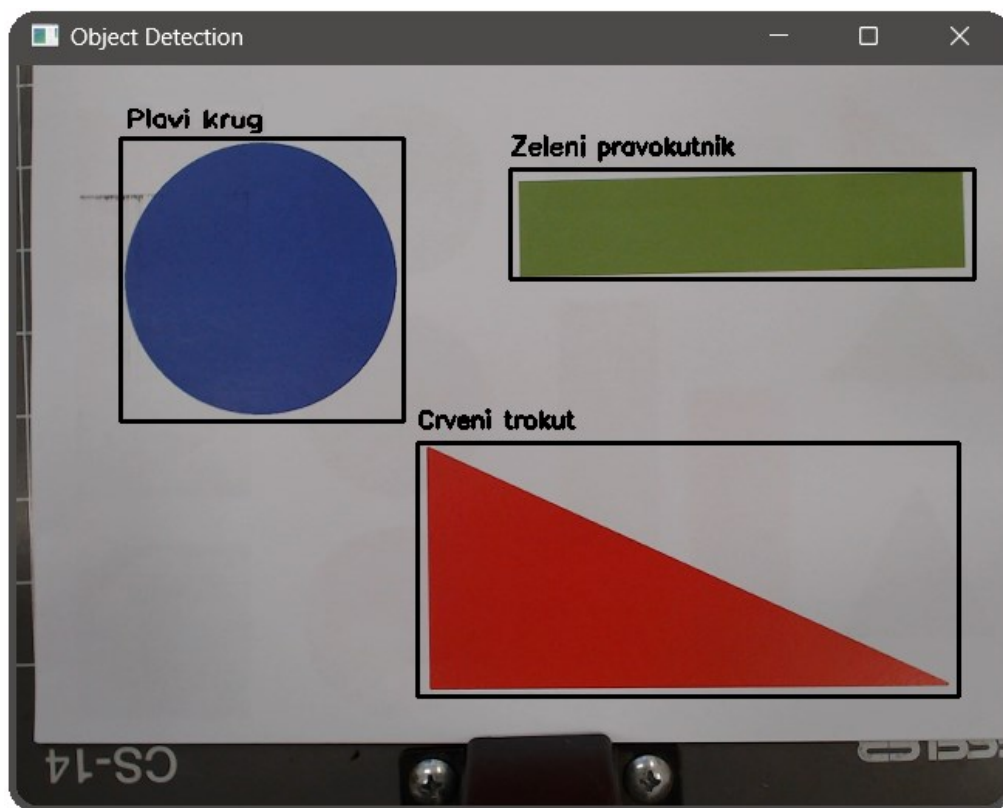 Object Detection
Plavi krug
Zeleni pravokutnik
Crveni trokut
CS-14